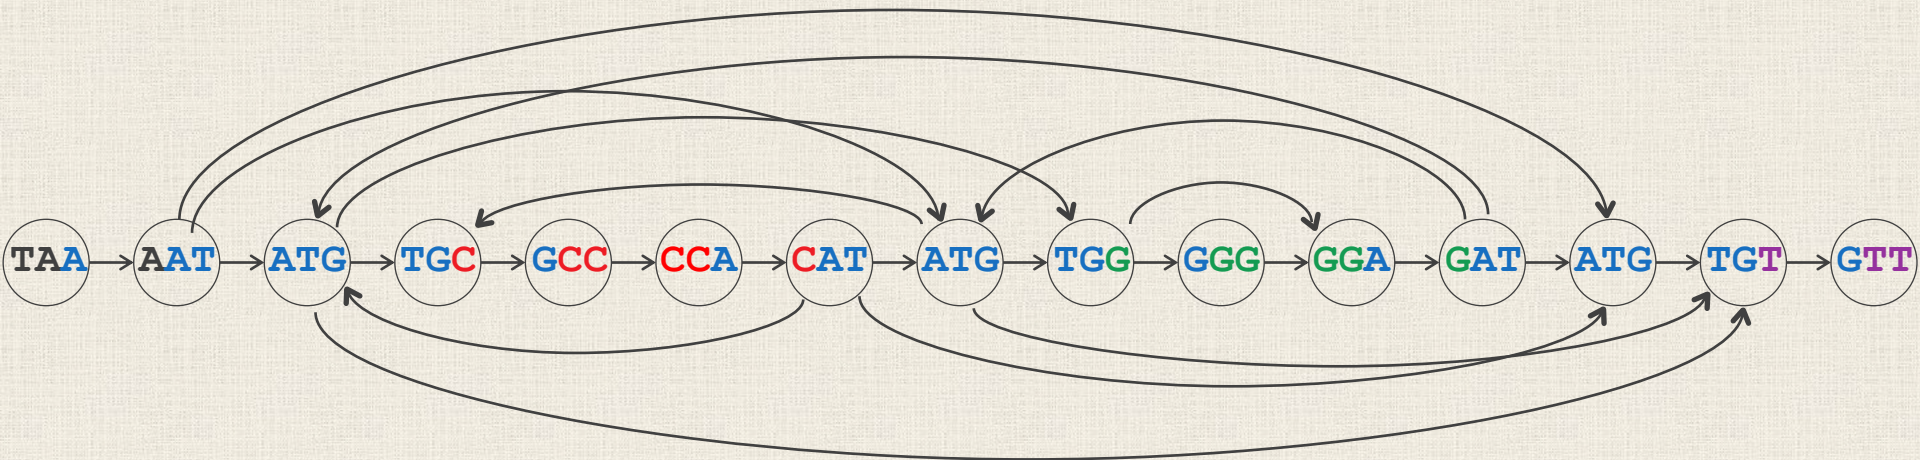 TAA AAT ATG TGC GCC CCA CAT ATG TGG GGG GGA GAT ATG TGT GTT